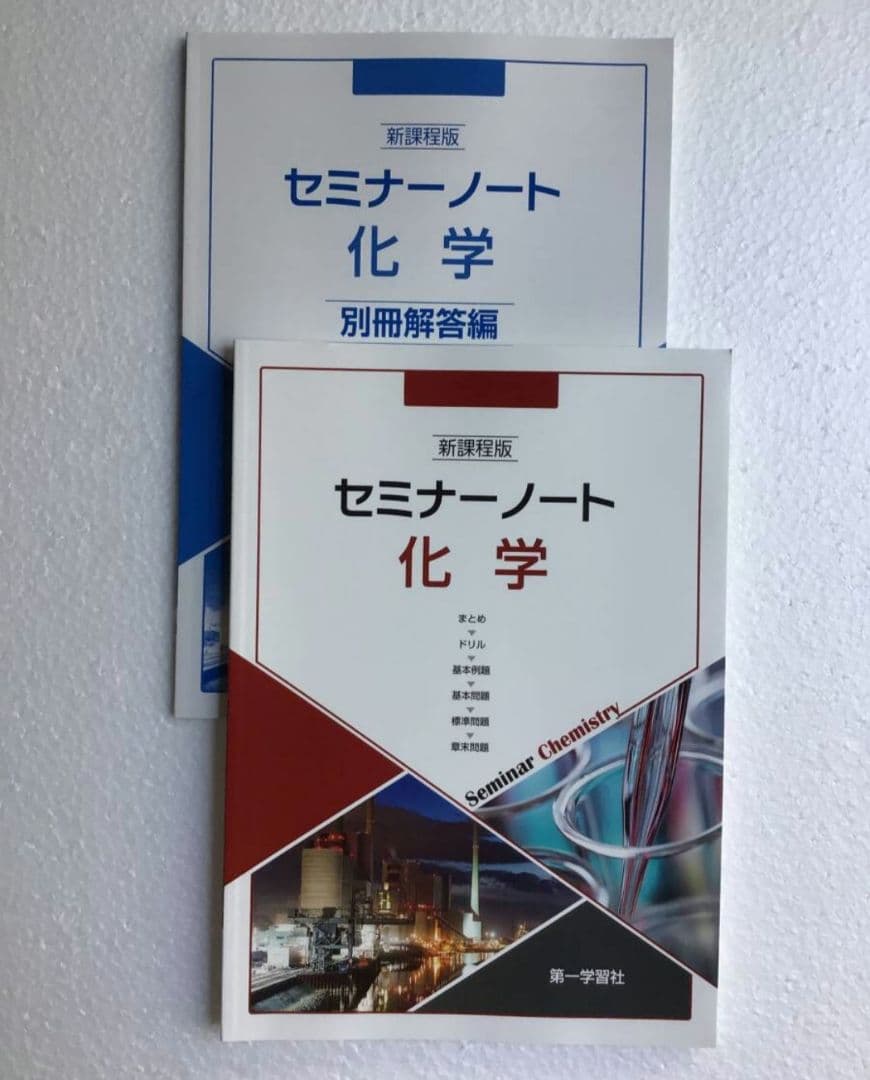 新課程版
セミナーノート
化学
別冊解答編
新課程版
セミナーノート
化学
まとめ
ドリル
基本例題
基本問題
標準問題
章末問題
Seminar Chemistry
第一学習社